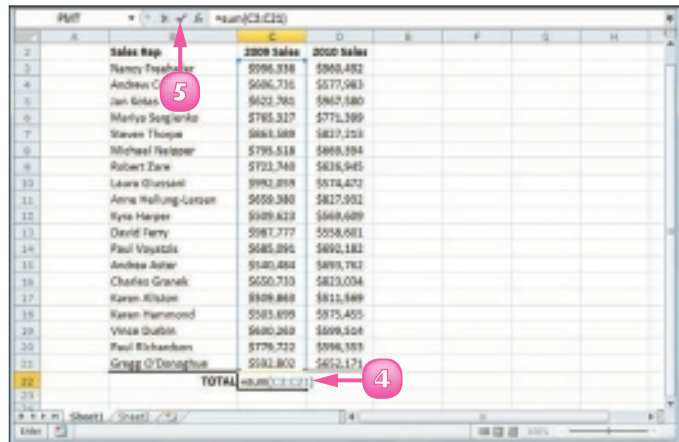 PMT =sum(C3:C21)
A C D E F G H
2 Sales Rep 2009 Sales 2010 Sales
3 Nancy $960,492
4 Andrew $577,983
5 Jan Kotas $622,781 $967,580
6 Mariya Sergienko $765,327 $771,399
7 Steven Thorpe $863,589 $827,213
8 Michael Neipper $795,518 $669,394
9 Robert Zare $722,740 $626,945
10 Laura Giussani $992,059 $574,472
11 Anne Hellung-Larsen $659,380 $827,932
12 Kyra Harper $509,623 $569,609
13 David Ferry $987,777 $558,601
14 Paul Voyatzis $685,091 $692,182
15 Andrea Aster $540,484 $693,762
16 Charles Granek $650,733 $823,034
17 Karen Aliston $509,863 $511,569
18 Karen Hammond $503,699 $975,455
19 Vince Durbin $630,263 $599,514
20 Paul Richardson $779,722 $596,353
21 Gregg O'Donoghue $592,802 $652,171
22 TOTAL =sum(C3:C21
23
Sheet1 Sheet2
Enter 100%
5
4